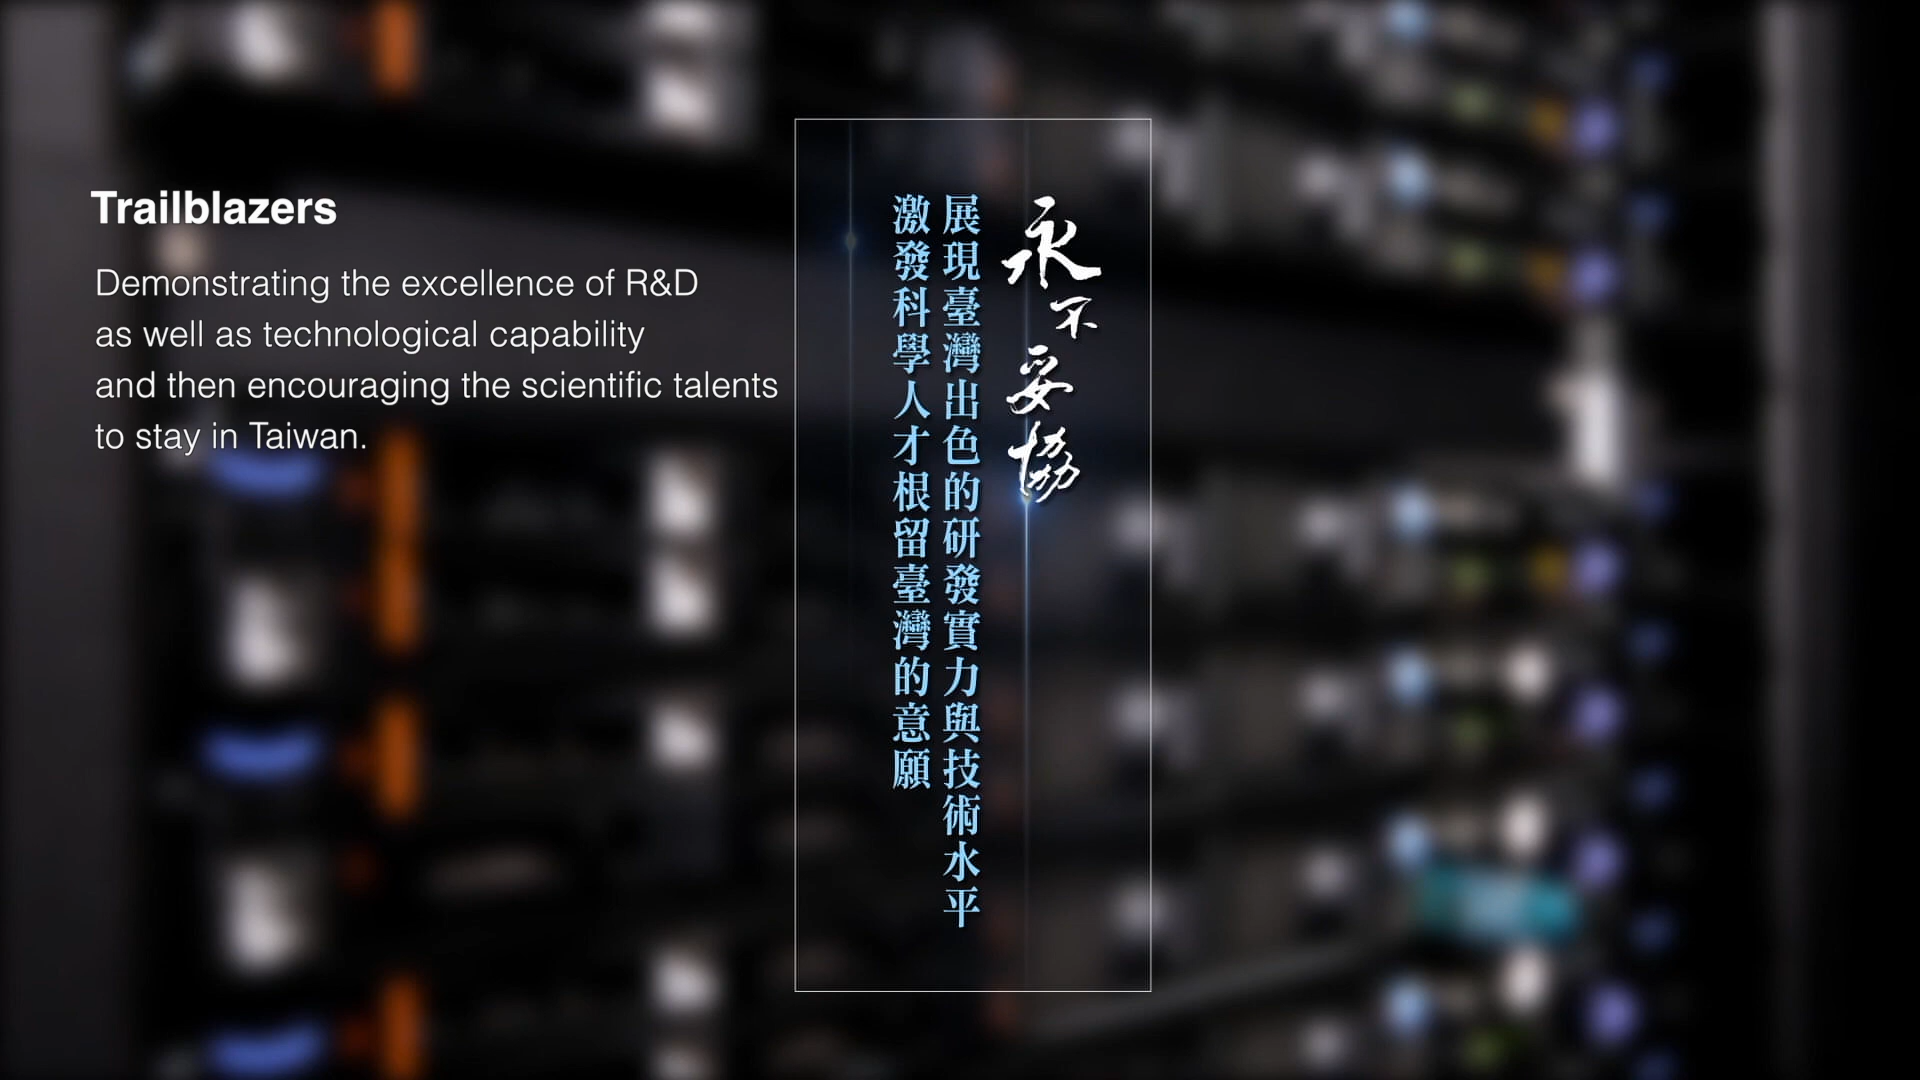 Trailblazers
Demonstrating the excellence of R&D
as well as technological capability
and then encouraging the scientific talents
to stay in Taiwan.
永不妥協
展現臺灣出色的研發實力與技術水平
激發科學人才根留臺灣的意願